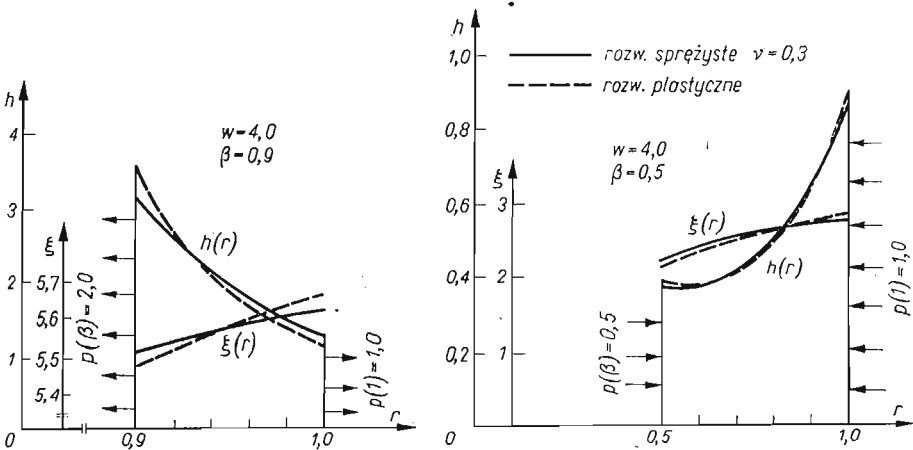 h
4
3
2
1
0
ξ
5,7
5,6
5,5
5,4
w=4,0
β=0,9
h(r)
ξ(r)
p(β)=2,0
p(1)=1,0
0,9
1,0
r
h
1,0
0,8
0,6
0,4
0,2
0
ξ
3
2
1
rozw. sprężyste ν=0,3
rozw. plastyczne
w=4,0
β=0,5
ξ(r)
h(r)
p(β)=0,5
p(1)=1,0
0,5
1,0
r